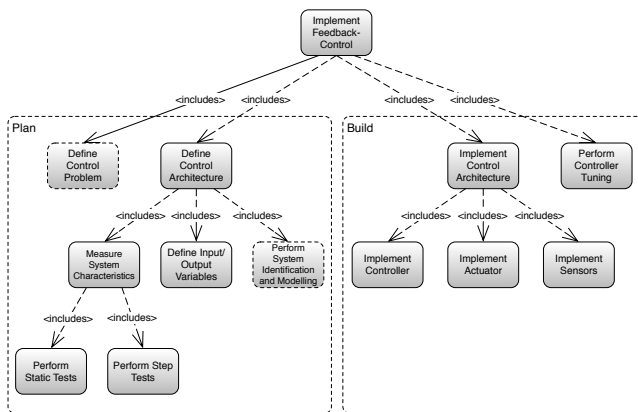 Implement
Feedback-
Control
<includes>
<includes>
<includes>
<includes>
Plan
Build
Define
Control
Problem
Define
Control
Architecture
Implement
Control
Architecture
Perform
Controller
Tuning
<includes>
<includes>
<includes>
<includes>
<includes>
<includes>
Measure
System
Characteristics
Define Input/
Output
Variables
Perform
System
Identification
and Modelling
Implement
Controller
Implement
Actuator
Implement
Sensors
<includes>
<includes>
Perform
Static Tests
Perform Step
Tests